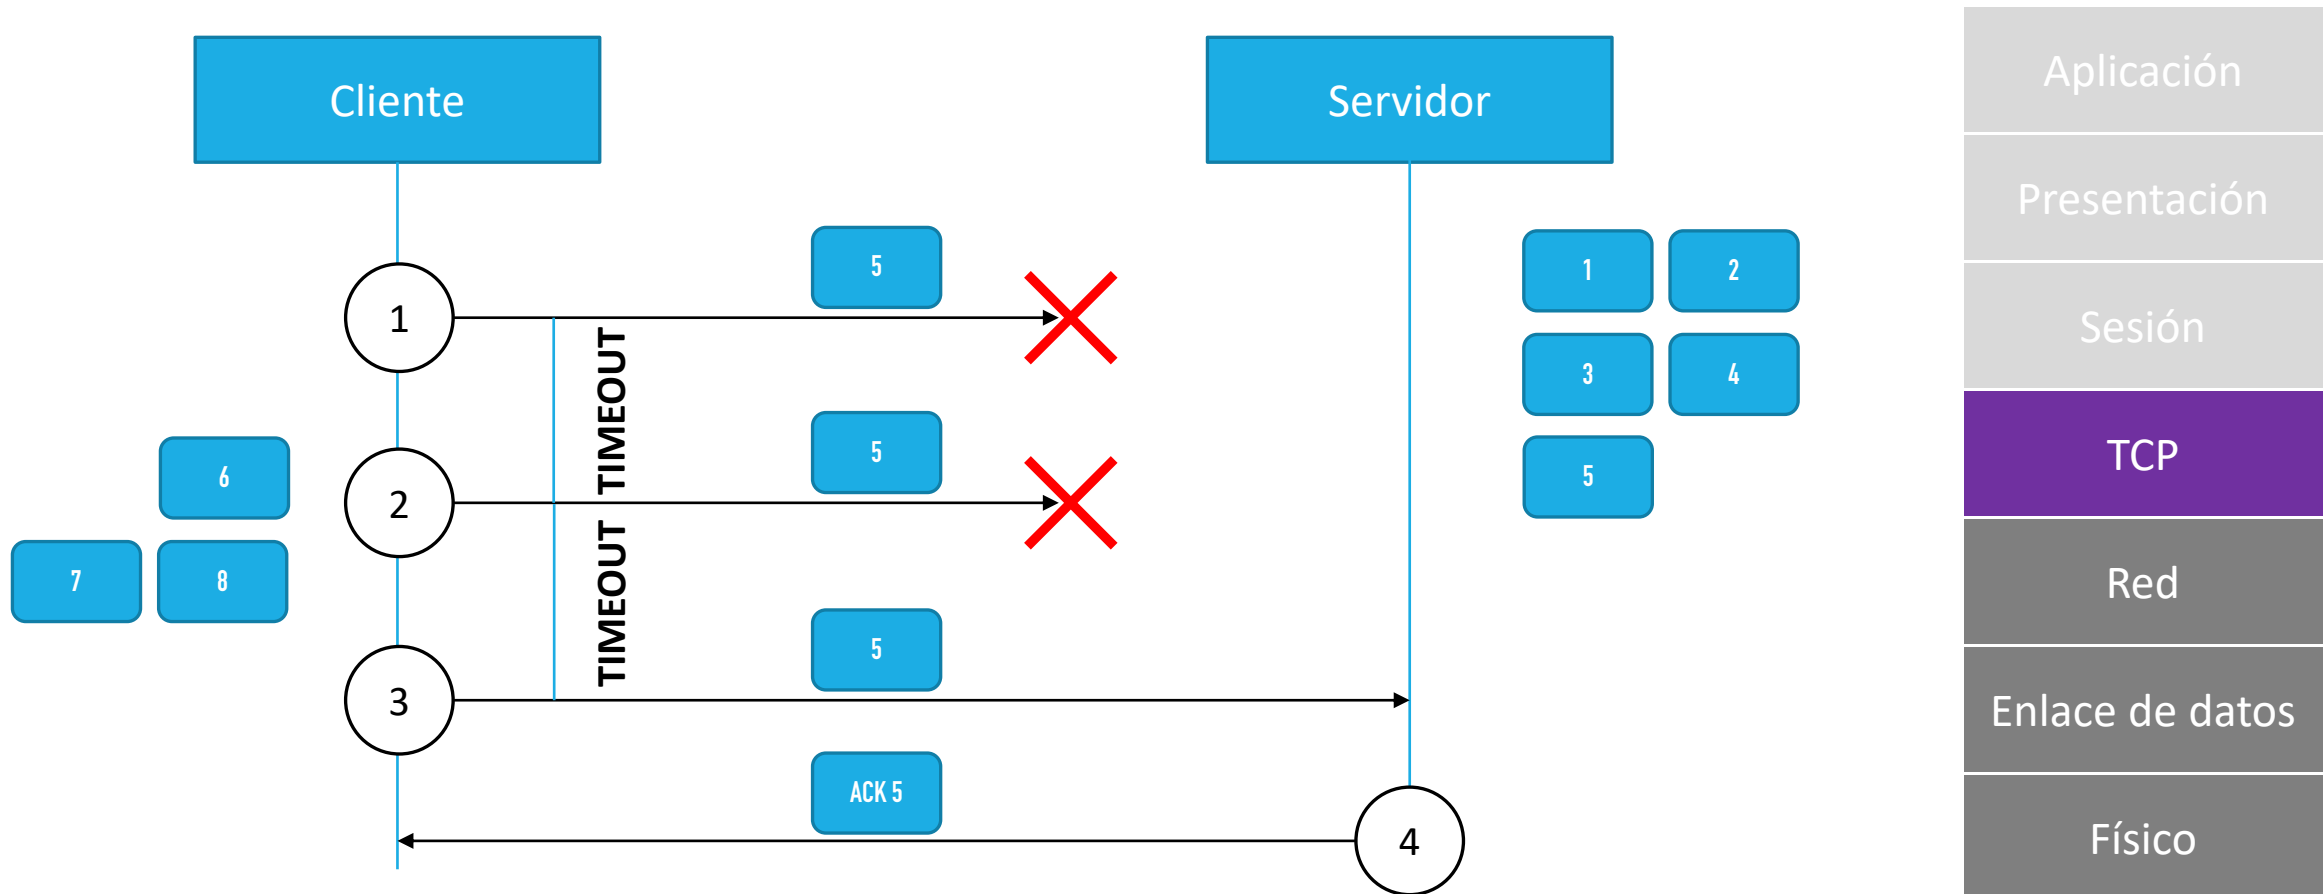 Cliente
Servidor
5
1
TIMEOUT
5
2
TIMEOUT
5
3
ACK 5
4
6
7
8
1
2
3
4
5
Aplicación
Presentación
Sesión
TCP
Red
Enlace de datos
Físico